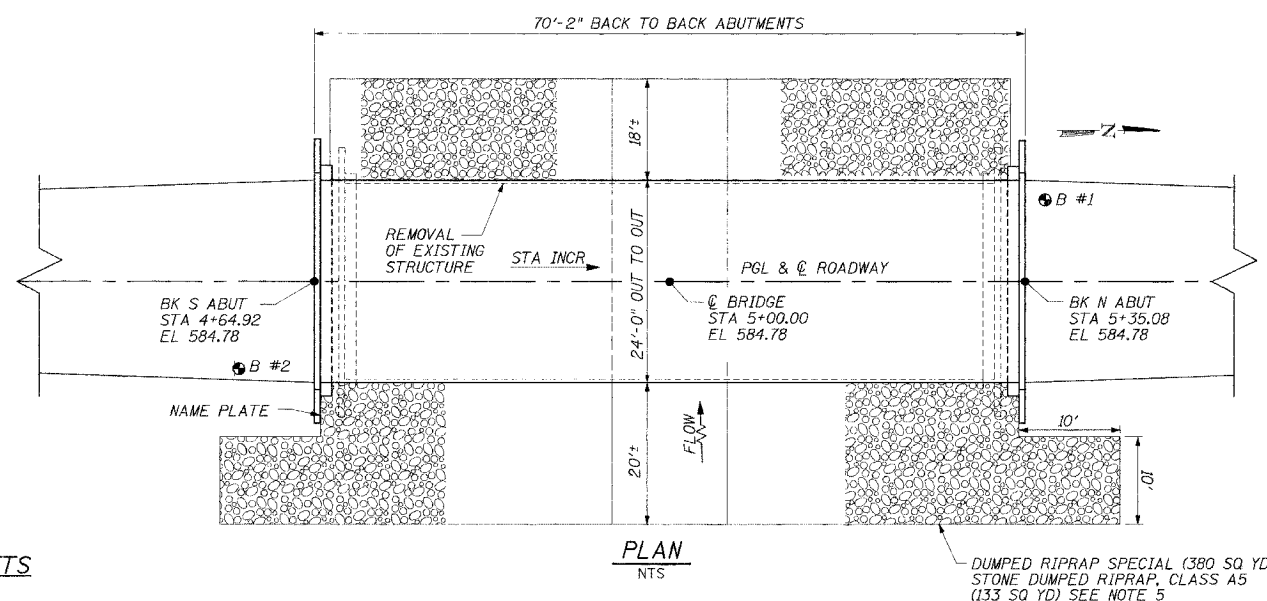 70'-2" BACK TO BACK ABUTMENTS
18'±
N
B #1
REMOVAL
OF EXISTING
STRUCTURE
STA INCR
24'-0" OUT TO OUT
PGL & ℄ ROADWAY
BK S ABUT
STA 4+64.92
EL 584.78
℄ BRIDGE
STA 5+00.00
EL 584.78
BK N ABUT
STA 5+35.08
EL 584.78
B #2
NAME PLATE
FLOW
20'±
10'
10'
PLAN
NTS
TS
DUMPED RIPRAP SPECIAL (380 SQ YD
STONE DUMPED RIPRAP, CLASS A5
(133 SQ YD) SEE NOTE 5